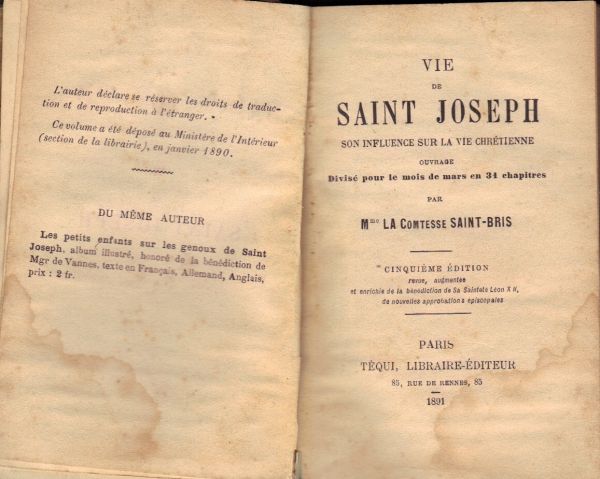 L'auteur déclare se réserver les droits de traduc-
tion et de reproduction à l'étranger.
Ce volume a été déposé au Ministère de l'Intérieur
(section de la librairie), en janvier 1890.
DU MÊME AUTEUR
Les petits enfants sur les genoux de Saint
Joseph, album illustré, honoré de la bénédiction de
Mgr de Vannes, texte en Français, Allemand, Anglais,
prix : 2 fr.
VIE
DE
SAINT JOSEPH
SON INFLUENCE SUR LA VIE CHRÉTIENNE
OUVRAGE
Divisé pour le mois de mars en 31 chapitres
PAR
Mme LA COMTESSE SAINT-BRIS
CINQUIÈME ÉDITION
revue, augmentée
et enrichie de la bénédiction de Sa Sainteté Léon XII,
de nouvelles approbations épiscopales
PARIS
TÉQUI, LIBRAIRE-ÉDITEUR
85, RUE DE RENNES, 85
1891